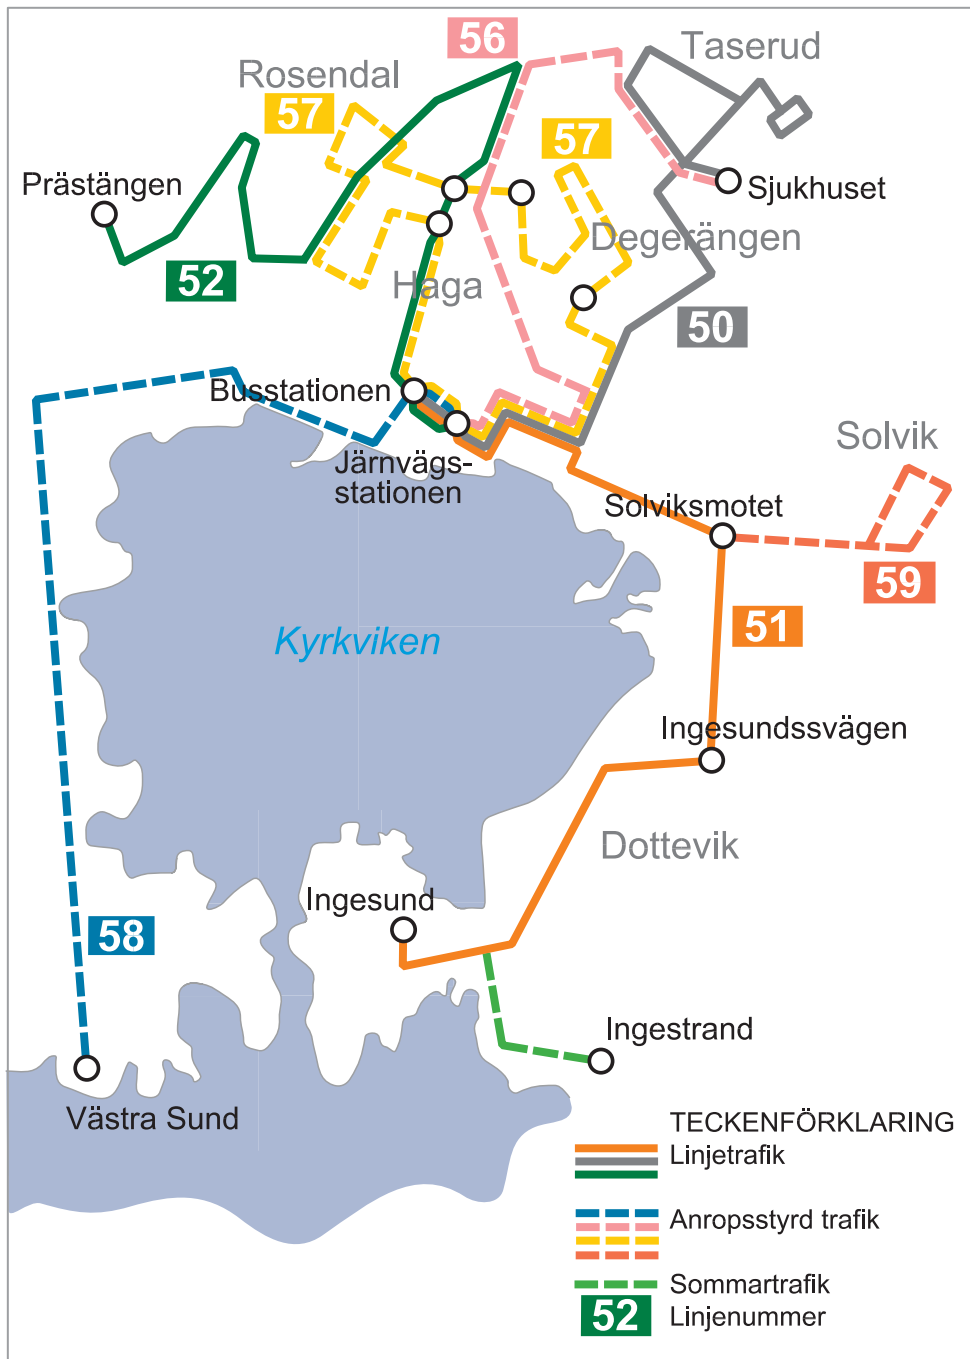 56
Taserud
Rosendal
57
57
Prästängen
Sjukhuset
Degerängen
52
Haga
50
Busstationen
Solvik
Järnvägs-
stationen
Solviksmotet
59
51
Kyrkviken
Ingesundssvägen
Dottevik
Ingesund
58
Ingestrand
Västra Sund
TECKENFÖRKLARING
Linjetrafik
Anropsstyrd trafik
Sommartrafik
52 Linjenummer